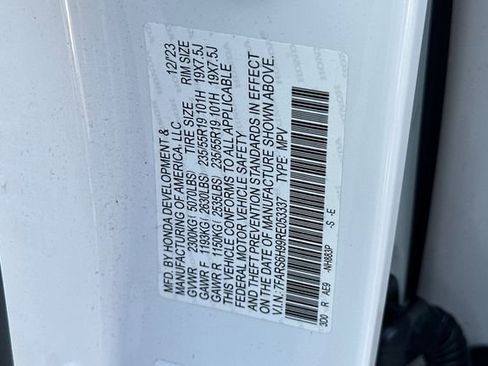 MFD. BY HONDA DEVELOPMENT & 12/23
MANUFACTURING OF AMERICA, LLC
TIRE SIZE RIM SIZE
GVWR 2300KG( 5070LBS)
GAWR F 1193KG( 2630LBS) 235/55R19 101H 19X7.5J
GAWR R 1150KG( 2535LBS) 235/55R19 101H 19X7.5J
THIS VEHICLE CONFORMS TO ALL APPLICABLE
FEDERAL MOTOR VEHICLE SAFETY
AND THEFT PREVENTION STANDARDS IN EFFECT
ON THE DATE OF MANUFACTURE SHOWN ABOVE.
V.I.N.: 7FARS6H99RE053337 TYPE: MPV
3D0 R AE9 -NH883P -S -E